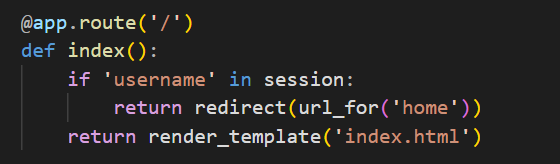 @app.route('/')
def index():
    if 'username' in session:
        return redirect(url_for('home'))
    return render_template('index.html')